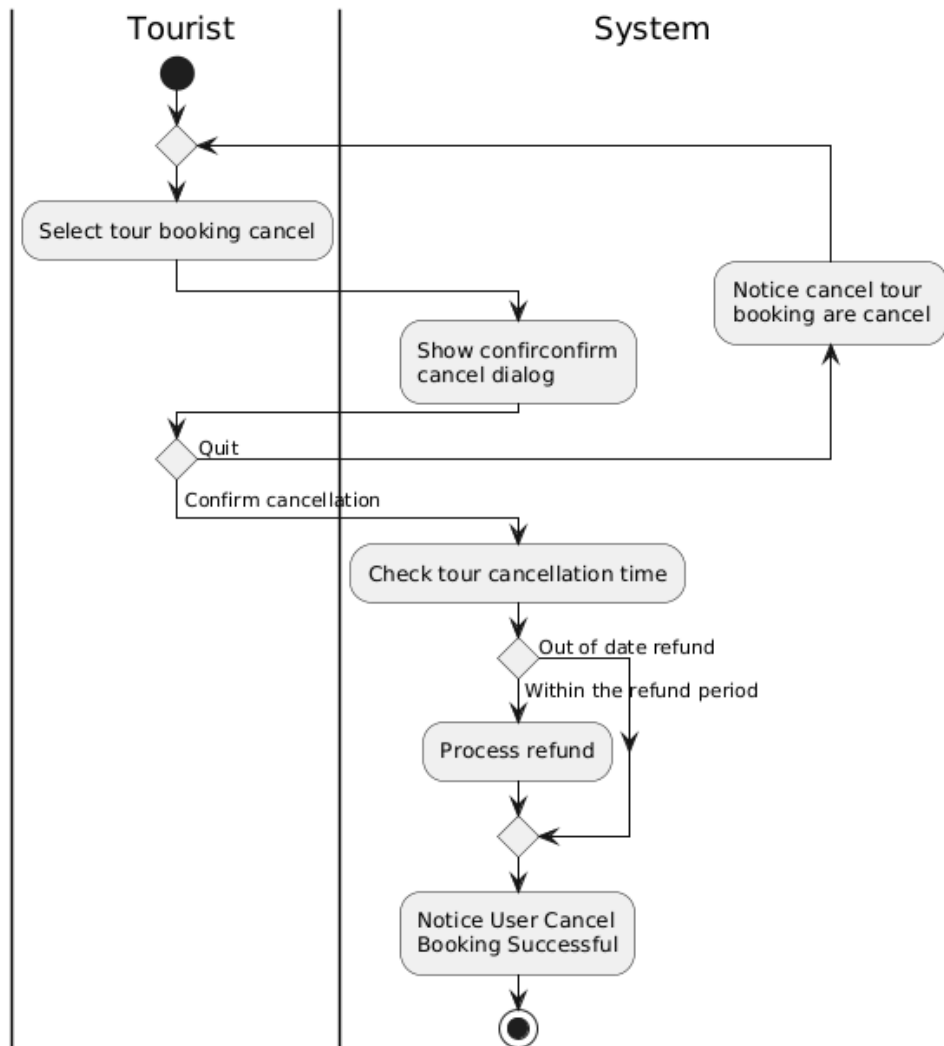 Tourist
System
Select tour booking cancel
Notice cancel tour
booking are cancel
Show confirconfirm
cancel dialog
Quit
Confirm cancellation
Check tour cancellation time
Out of date refund
Within the refund period
Process refund
Notice User Cancel
Booking Successful